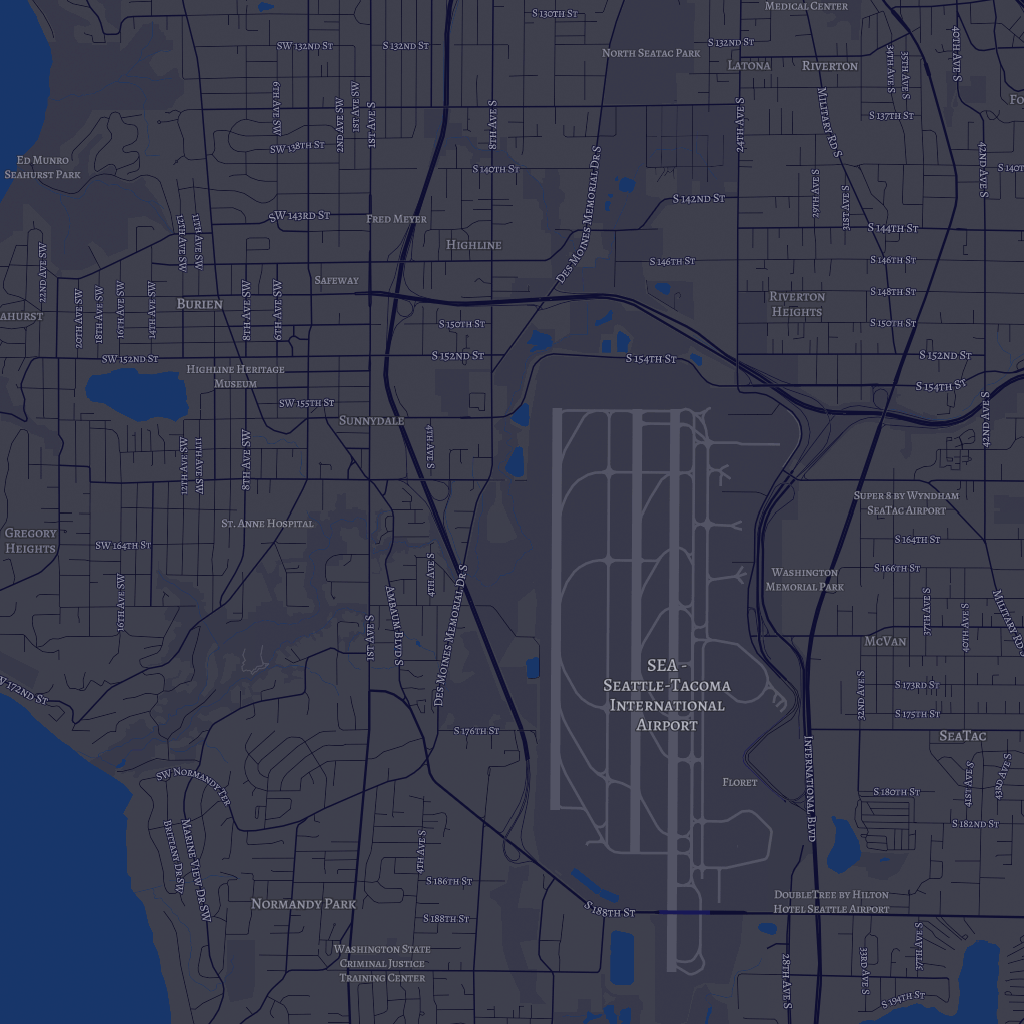 Medical Center
S 130th St
SW 132nd St
S 132nd St
S 132nd St
North SeaTac Park
Latona
Riverton
34th Ave S
35th Ave S
40th Ave S
6th Ave SW
2nd Ave SW
1st Ave SW
1st Ave S
8th Ave S
24th Ave S
Military Rd S
S 137th St
SW 138th St
Ed Munro
Seahurst Park
S 140th St
42nd Ave S
Des Moines Memorial Dr S
S 142nd St
29th Ave S
31st Ave S
12th Ave SW
11th Ave SW
SW 143rd St
Fred Meyer
S 144th St
Highline
22nd Ave SW
S 146th St
S 146th St
Safeway
20th Ave SW
18th Ave SW
16th Ave SW
14th Ave SW
Burien
8th Ave SW
6th Ave SW
S 148th St
Riverton
Heights
S 150th St
S 150th St
SW 152nd St
S 152nd St
S 154th St
S 152nd St
Highline Heritage
Museum
S 154th St
SW 155th St
Sunnydale
42nd Ave S
4th Ave S
12th Ave SW
11th Ave SW
8th Ave SW
Super 8 by Wyndham
SeaTac Airport
St. Anne Hospital
Gregory
Heights
SW 164th St
S 164th St
S 166th St
4th Ave S
Washington
Memorial Park
16th Ave SW
1st Ave S
Ambaum Blvd S
Des Moines Memorial Dr S
37th Ave S
40th Ave S
Military Rd S
McVan
SEA -
Seattle-Tacoma
International
Airport
32nd Ave S
S 173rd St
S 175th St
S 176th St
SeaTac
SW Normandy Ter
Floret
International Blvd
S 180th St
41st Ave S
43rd Ave S
S 182nd St
Brittany Dr SW
Marine View Dr SW
4th Ave S
S 186th St
Normandy Park
S 188th St
S 188th St
DoubleTree by Hilton
Hotel Seattle Airport
Washington State
Criminal Justice
Training Center
28th Ave S
33rd Ave S
37th Ave S
S 194th St